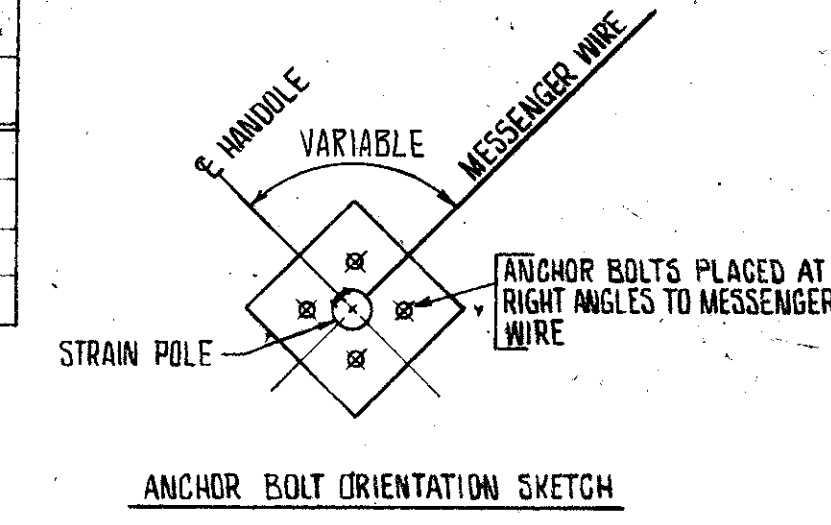 ℄ HANDOLE
VARIABLE
MESSENGER WIRE
ANCHOR BOLTS PLACED AT
RIGHT ANGLES TO MESSENGER
WIRE
STRAIN POLE
ANCHOR BOLT ORIENTATION SKETCH